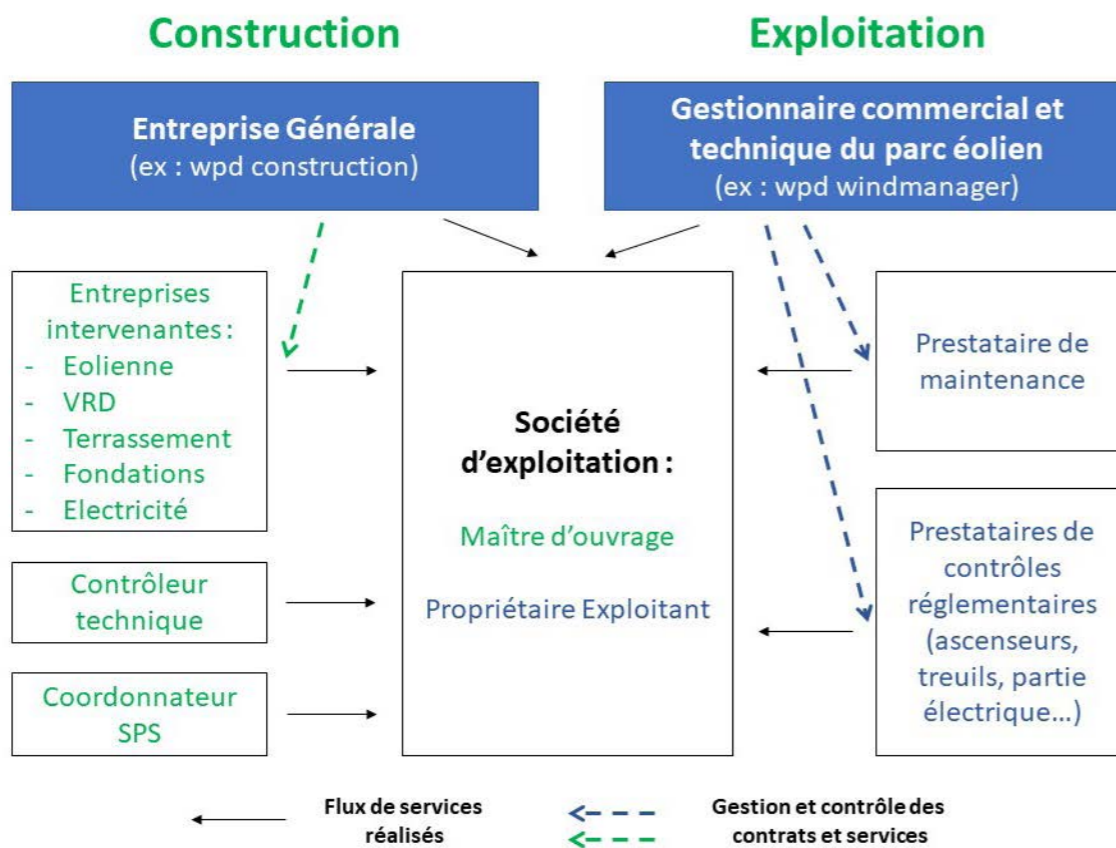 Construction
Exploitation
Entreprise Générale
(ex : wpd construction)
Gestionnaire commercial et
technique du parc éolien
(ex : wpd windmanager)
Entreprises
intervenantes :
- Eolienne
- VRD
- Terrassement
- Fondations
- Electricité
Contrôleur
technique
Coordonnateur
SPS
Société
d’exploitation :
Maître d’ouvrage
Propriétaire Exploitant
Prestataire de
maintenance
Prestataires de
contrôles
réglementaires
(ascenseurs,
treuils, partie
électrique…)
Flux de services
réalisés
Gestion et contrôle des
contrats et services